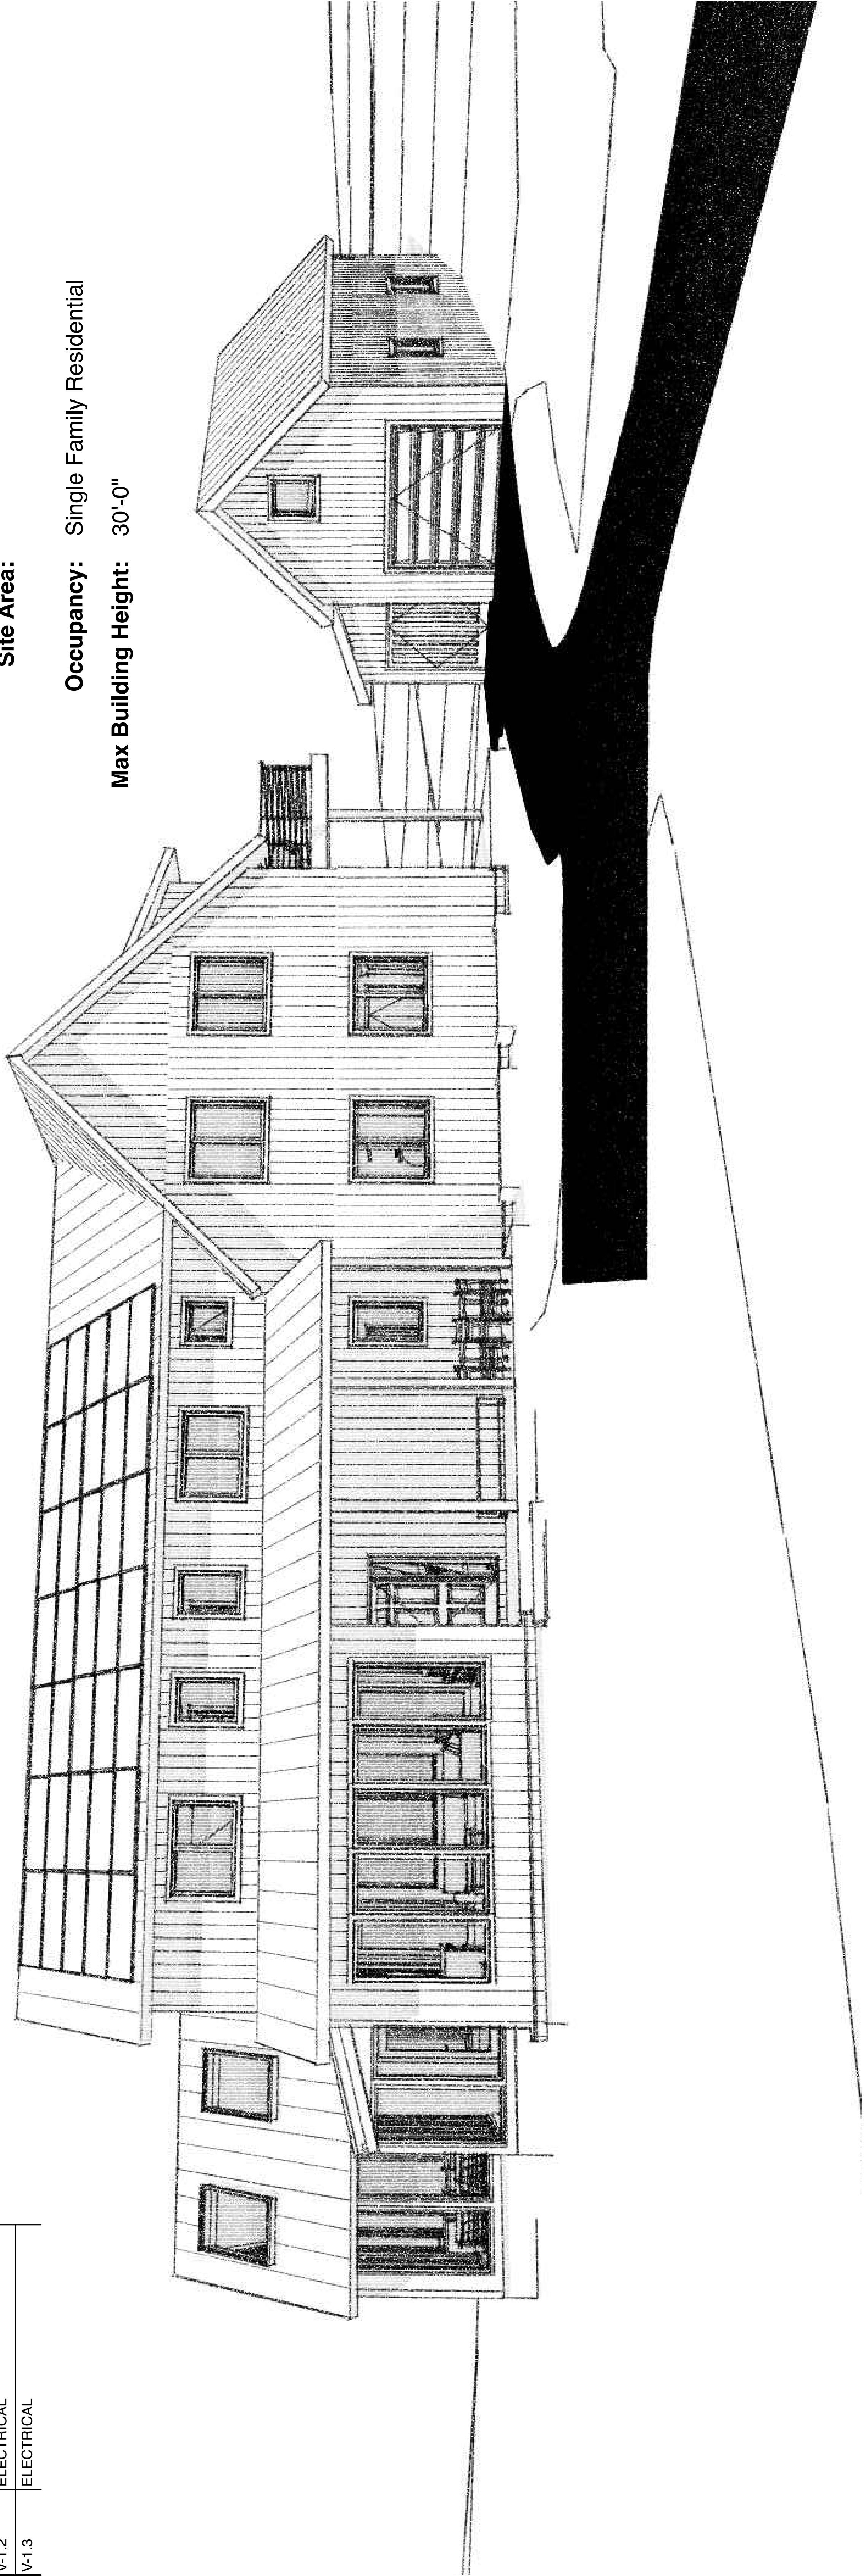 V-1.2 ELECTRICAL
V-1.3 ELECTRICAL
Site Area:
Occupancy: Single Family Residential
Max Building Height: 30'-0"